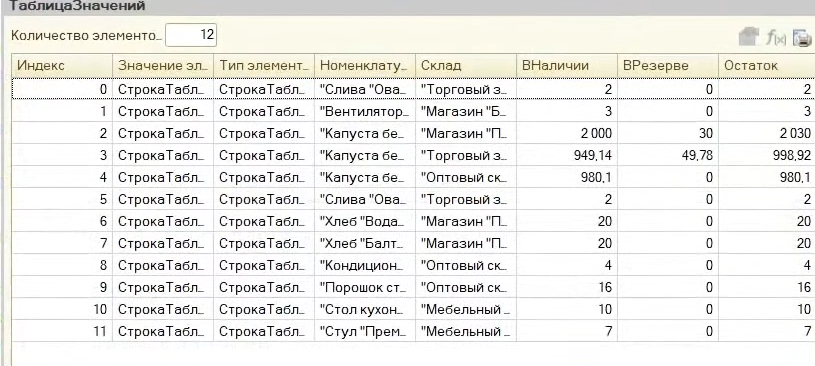 ТаблицаЗначений
Количество элементо... 12
Индекс Значение эл... Тип элемент... Номенклату... Склад ВНаличии ВРезерве Остаток
0 СтрокаТабл... СтрокаТабл... "Слива "Ова... "Торговый з... 2 0 2
1 СтрокаТабл... СтрокаТабл... "Вентилятор... "Магазин "Б... 3 0 3
2 СтрокаТабл... СтрокаТабл... "Капуста бе... "Магазин "П... 2 000 30 2 030
3 СтрокаТабл... СтрокаТабл... "Капуста бе... "Торговый з... 949,14 49,78 998,92
4 СтрокаТабл... СтрокаТабл... "Капуста бе... "Оптовый ск... 980,1 0 980,1
5 СтрокаТабл... СтрокаТабл... "Слива "Ова... "Торговый з... 2 0 2
6 СтрокаТабл... СтрокаТабл... "Хлеб "Вода... "Магазин "П... 20 0 20
7 СтрокаТабл... СтрокаТабл... "Хлеб "Балт... "Магазин "П... 20 0 20
8 СтрокаТабл... СтрокаТабл... "Кондицион... "Оптовый ск... 4 0 4
9 СтрокаТабл... СтрокаТабл... "Порошок ст... "Оптовый ск... 16 0 16
10 СтрокаТабл... СтрокаТабл... "Стол кухон... "Мебельный ... 10 0 10
11 СтрокаТабл... СтрокаТабл... "Стул "Прем... "Мебельный ... 7 0 7